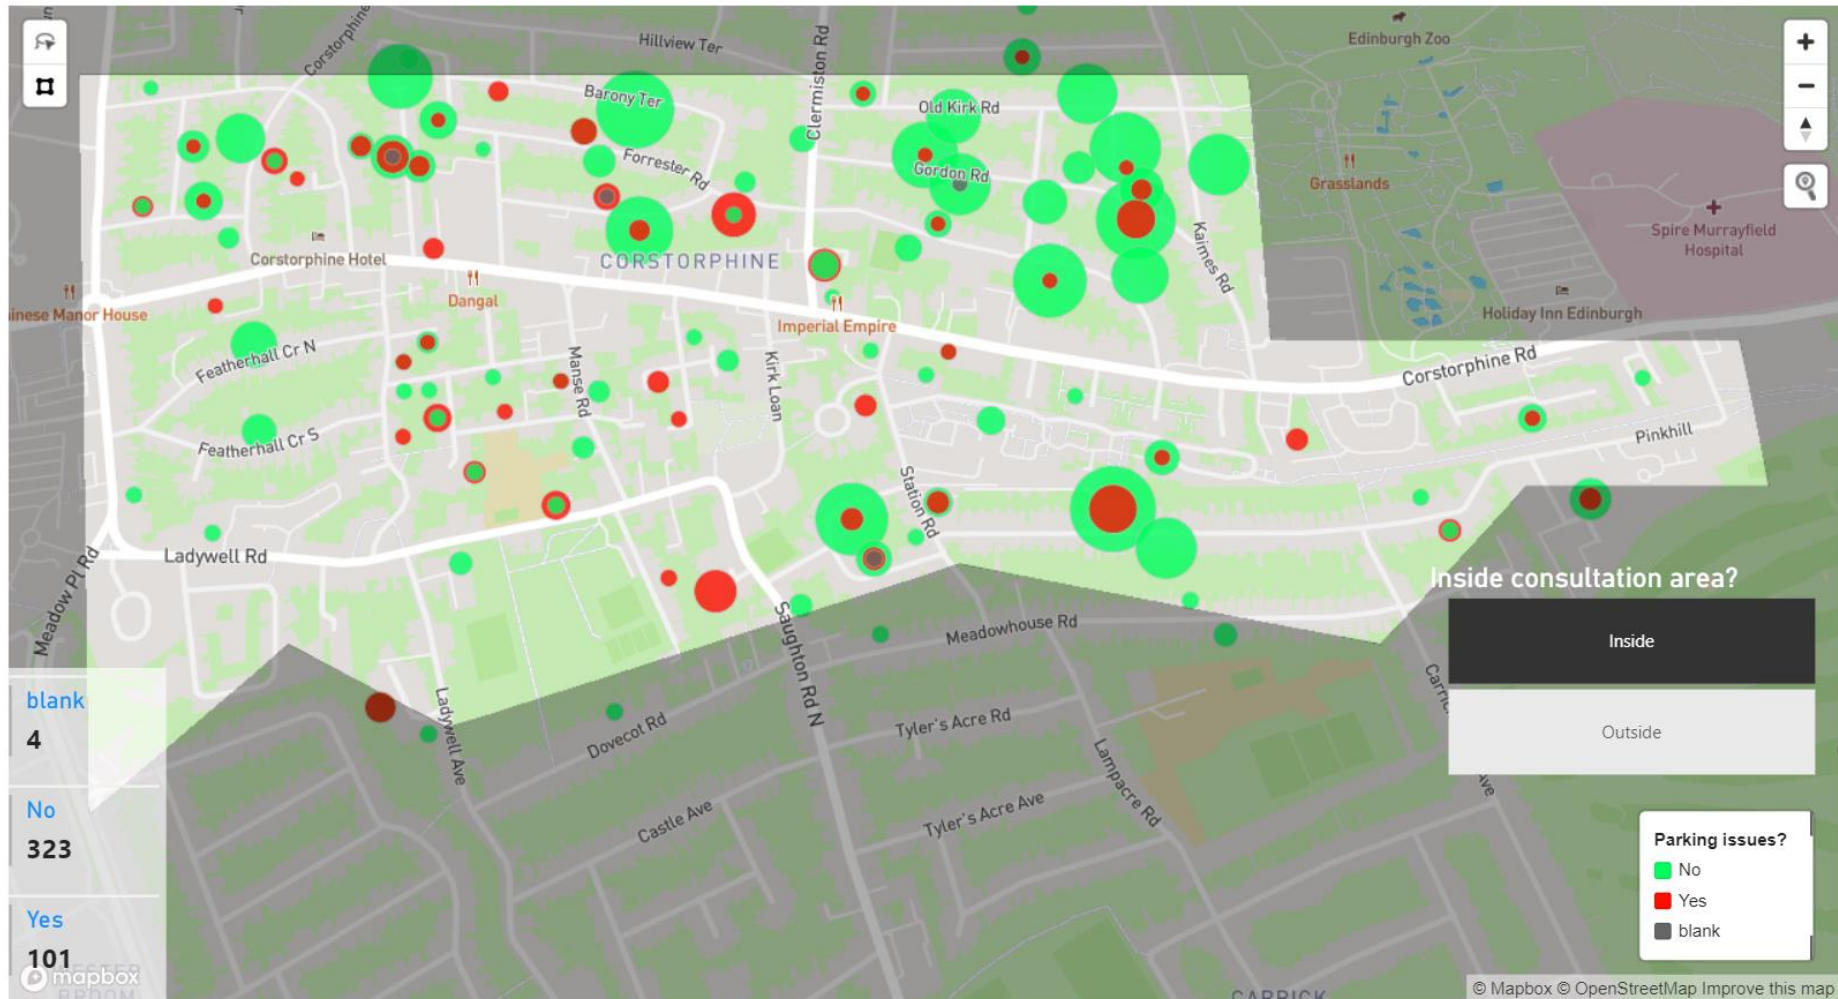 Hillview Ter
Corstorphine
Clermiston Rd
Edinburgh Zoo
Barony Ter
Old Kirk Rd
Forrester Rd
Gordon Rd
Grasslands
Spire Murrayfield
Hospital
Kaimes Rd
Corstorphine Hotel
CORSTORPHINE
Dangal
inese Manor House
Imperial Empire
Holiday Inn Edinburgh
Featherhall Cr N
Manse Rd
Kirk Loan
Corstorphine Rd
Featherhall Cr S
Pinkhill
Station Rd
Ladywell Rd
Meadow Pl Rd
Inside consultation area?
Inside
Outside
Saughton Rd N
Meadowhouse Rd
Ladywell Ave
Dovecot Rd
Tyler's Acre Rd
Lampacre Rd
Carric
Ave
Castle Ave
Tyler's Acre Ave
blank
4
No
323
Yes
101
Parking issues?
No
Yes
blank
mapbox
BROOM
CARRICK
© Mapbox © OpenStreetMap Improve this map